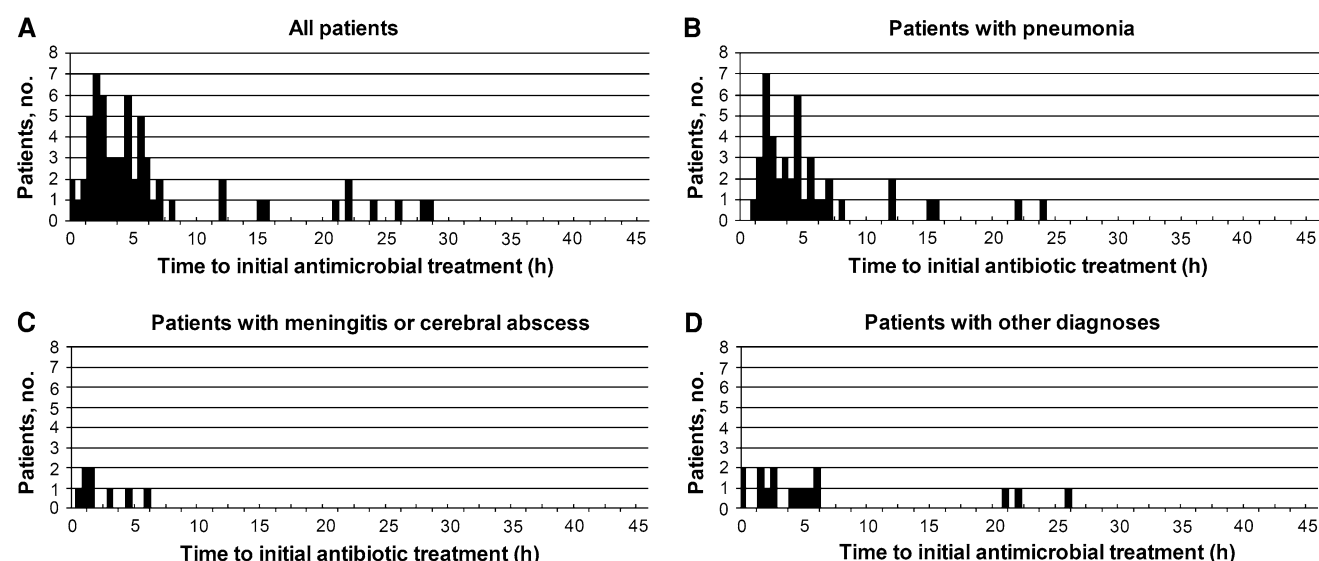 A All patients
Patients, no.
8
7
6
5
4
3
2
1
0
0 5 10 15 20 25 30 35 40 45
Time to initial antimicrobial treatment (h)
B Patients with pneumonia
Patients, no.
8
7
6
5
4
3
2
1
0
0 5 10 15 20 25 30 35 40 45
Time to initial antibiotic treatment (h)
C Patients with meningitis or cerebral abscess
Patients, no.
8
7
6
5
4
3
2
1
0
0 5 10 15 20 25 30 35 40 45
Time to initial antibiotic treatment (h)
D Patients with other diagnoses
Patients, no.
8
7
6
5
4
3
2
1
0
0 5 10 15 20 25 30 35 40 45
Time to initial antimicrobial treatment (h)